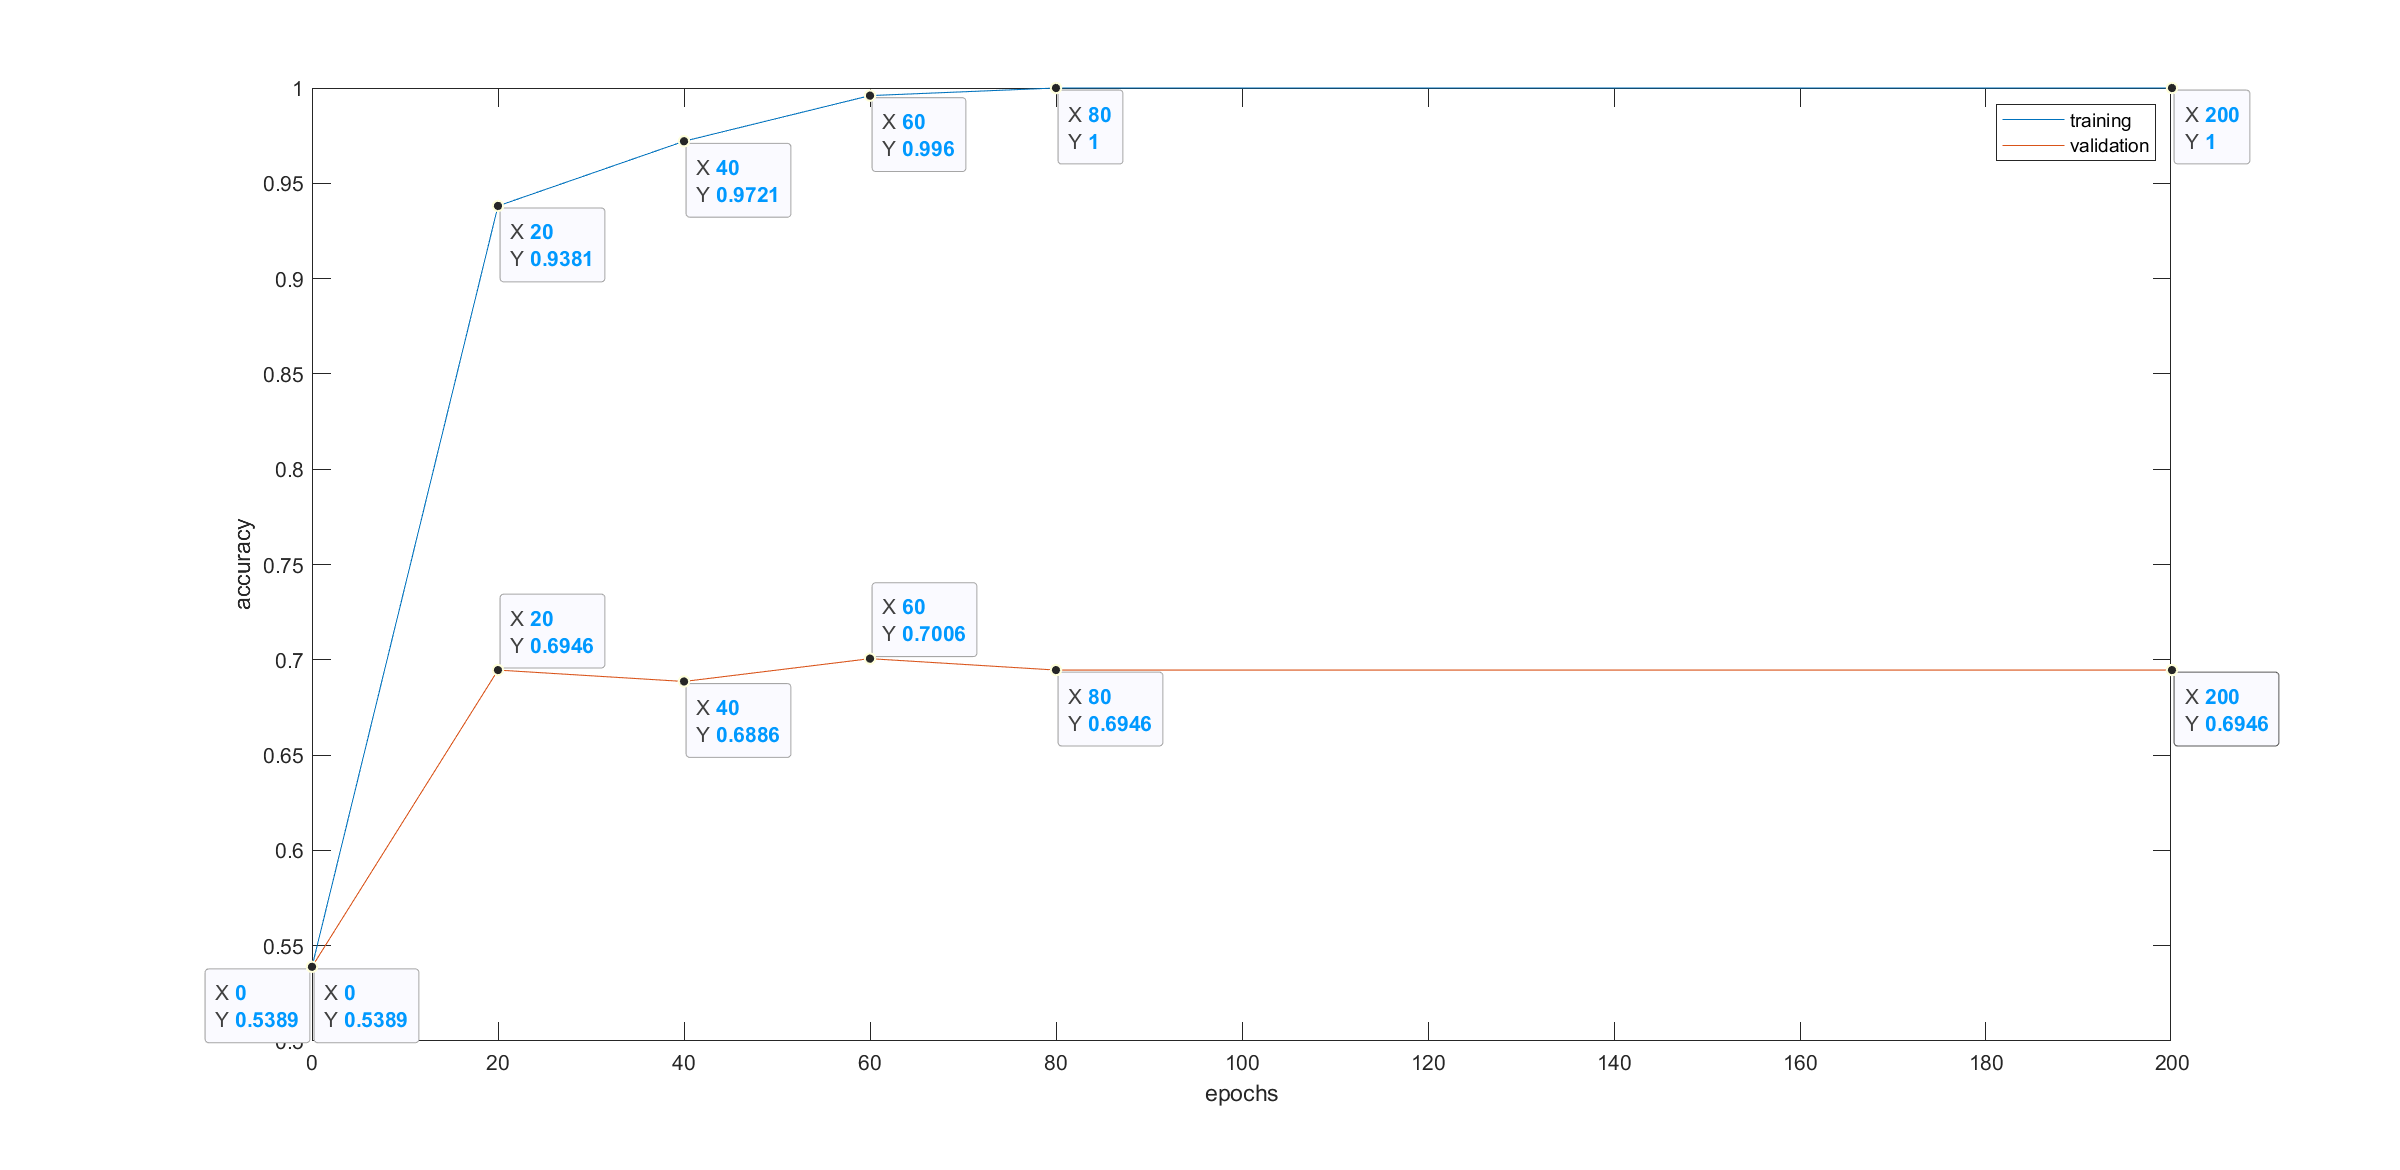 1
0.95
0.9
0.85
0.8
0.75
0.7
0.65
0.6
0.55
accuracy
X 20
Y 0.9381
X 40
Y 0.9721
X 60
Y 0.996
X 80
Y 1
training
validation
X 200
Y 1
X 20
Y 0.6946
X 40
Y 0.6886
X 60
Y 0.7006
X 80
Y 0.6946
X 200
Y 0.6946
X 0
Y 0.5389
X 0
Y 0.5389
0 20 40 60 80 100 120 140 160 180 200
epochs